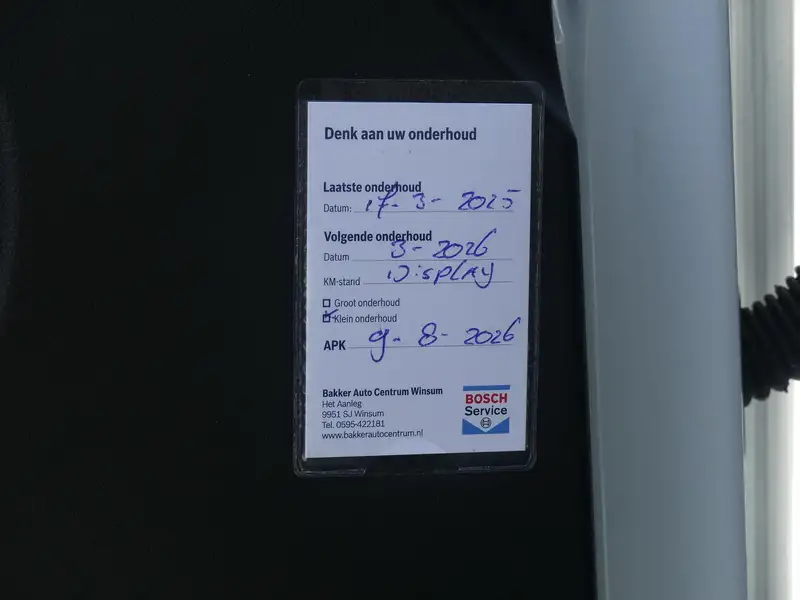 Denk aan uw onderhoud
Laatste onderhoud
Datum: 17-3-2025
Volgende onderhoud
Datum 3-2026
KM-stand Display
Groot onderhoud
Klein onderhoud
APK 9-8-2026
Bakker Auto Centrum Winsum
Het Aanleg
9951 SJ Winsum
Tel. 0595-422181
www.bakkerautocentrum.nl
BOSCH
Service